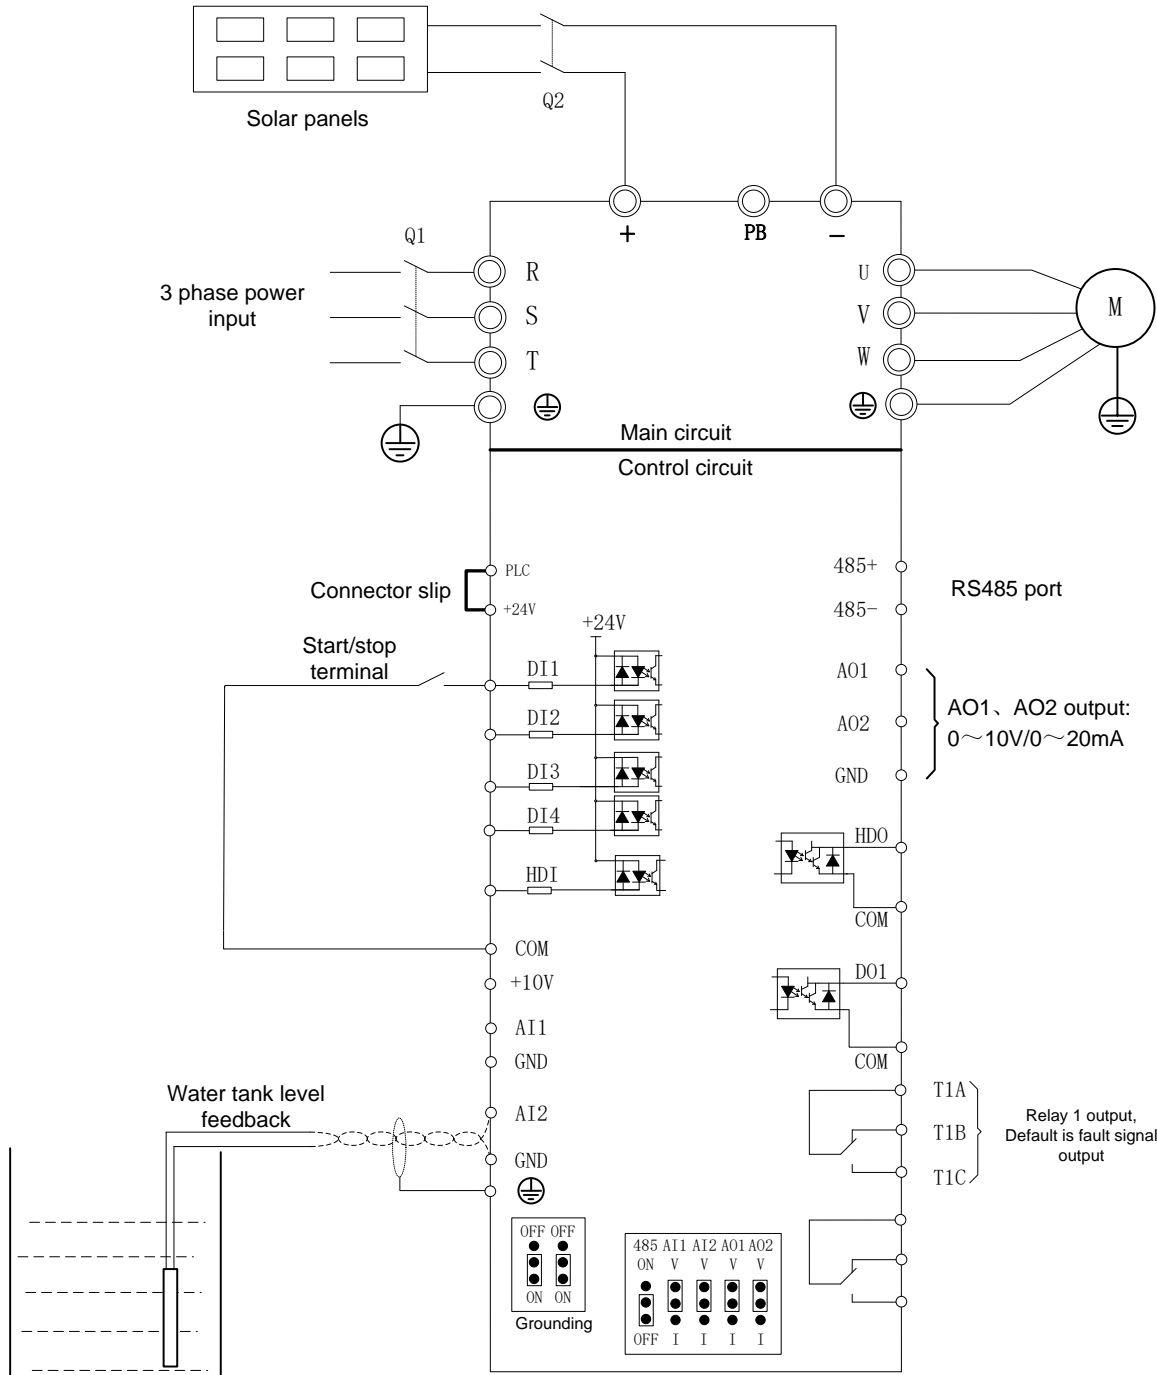 Solar panels
Q2
+
PB
−
Q1
3 phase power
input
R
S
T
U
V
W
M
Main circuit
Control circuit
Connector slip
PLC
+24V
485+
485-
RS485 port
Start/stop
terminal
+24V
DI1
DI2
DI3
DI4
HDI
AO1
AO2
GND
AO1、AO2 output:
0～10V/0～20mA
HDO
COM
COM
+10V
AI1
GND
DO1
COM
Water tank level
feedback
AI2
GND
T1A
T1B
T1C
Relay 1 output,
Default is fault signal
output
OFF OFF
ON ON
Grounding
485 AI1 AI2 AO1 AO2
ON V V V V
OFF I I I I